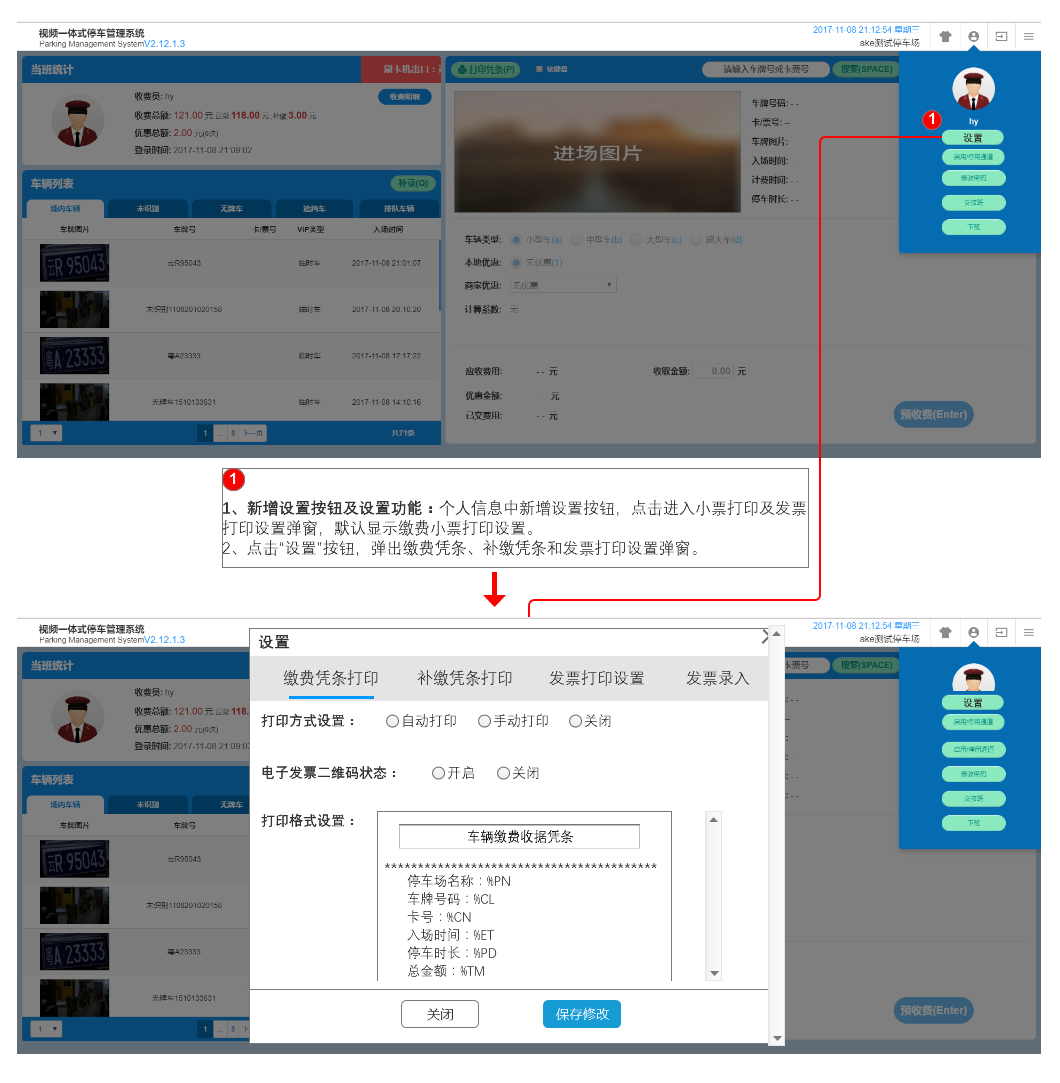 视频一体式停车管理系统
Parking Management SystemV2.12.1.3
2017-11-08 21:12:54 星期三
ake测试停车场
当班统计
刷卡机出口：
收费员: hy
收费明细
收费总额: 121.00 元 正常 118.00 元 补缴 3.00 元
优惠总额: 2.00 元(6次)
登录时间: 2017-11-08 21:09:02
车辆列表
补录(Q)
场内车辆 未识别 无牌车 追挡车 排队车辆
车牌图片 车牌号 卡/票号 VIP类型 入场时间
云R 95043
云R95043 临时车 2017-11-08 21:01:07
未识别1108201020158 临时车 2017-11-08 20:10:20
粤A 23333
粤A23333 临时车 2017-11-08 17:17:22
无牌车1510133631 临时车 2017-11-08 14:10:16
1 1 ... 8 下一页 共71条
打印凭条(P) 软键盘
请输入车牌号或卡票号 搜索(SPACE)
进场图片
车牌号码: --
卡/票号: --
车牌图片:
入场时间: --
计费时间: --
停车时长: --
车辆类型: 小型车(a) 中型车(b) 大型车(c) 超大车(d)
本地优惠: 无优惠(1)
商家优惠: 无优惠
计算系数: 元
应收费用: -- 元 收取金额: 0.00 元
优惠金额: -- 元
已交费用: -- 元
预收费(Enter)
1
hy
设置
启用/停用通道
修改密码
交接班
下班
1
1、新增设置按钮及设置功能：个人信息中新增设置按钮，点击进入小票打印及发票
打印设置弹窗，默认显示缴费小票打印设置。
2、点击“设置”按钮，弹出缴费凭条、补缴凭条和发票打印设置弹窗。
视频一体式停车管理系统
Parking Management SystemV2.12.1.3
2017-11-08 21:12:54 星期三
ake测试停车场
当班统计
收费员: hy
收费总额: 121.00 元 正常 118.
优惠总额: 2.00 元(6次)
登录时间: 2017-11-08 21:09:02
车辆列表
场内车辆 未识别 无牌车
车牌图片 车牌号
云R 95043
云R95043
未识别1108201020158
粤A 23333
粤A23333
无牌车1510133631
1 1 ... 8 下
卡票号 搜索(SPACE)
预收费(Enter)
设置
启用/停用通道
启用/停用通道
修改密码
交接班
下班
设置
缴费凭条打印 补缴凭条打印 发票打印设置 发票录入
打印方式设置： 自动打印 手动打印 关闭
电子发票二维码状态： 开启 关闭
打印格式设置：
车辆缴费收据凭条
******************************************
停车场名称：%PN
车牌号码：%CL
卡号：%CN
入场时间：%ET
停车时长：%PD
总金额：%TM
关闭 保存修改